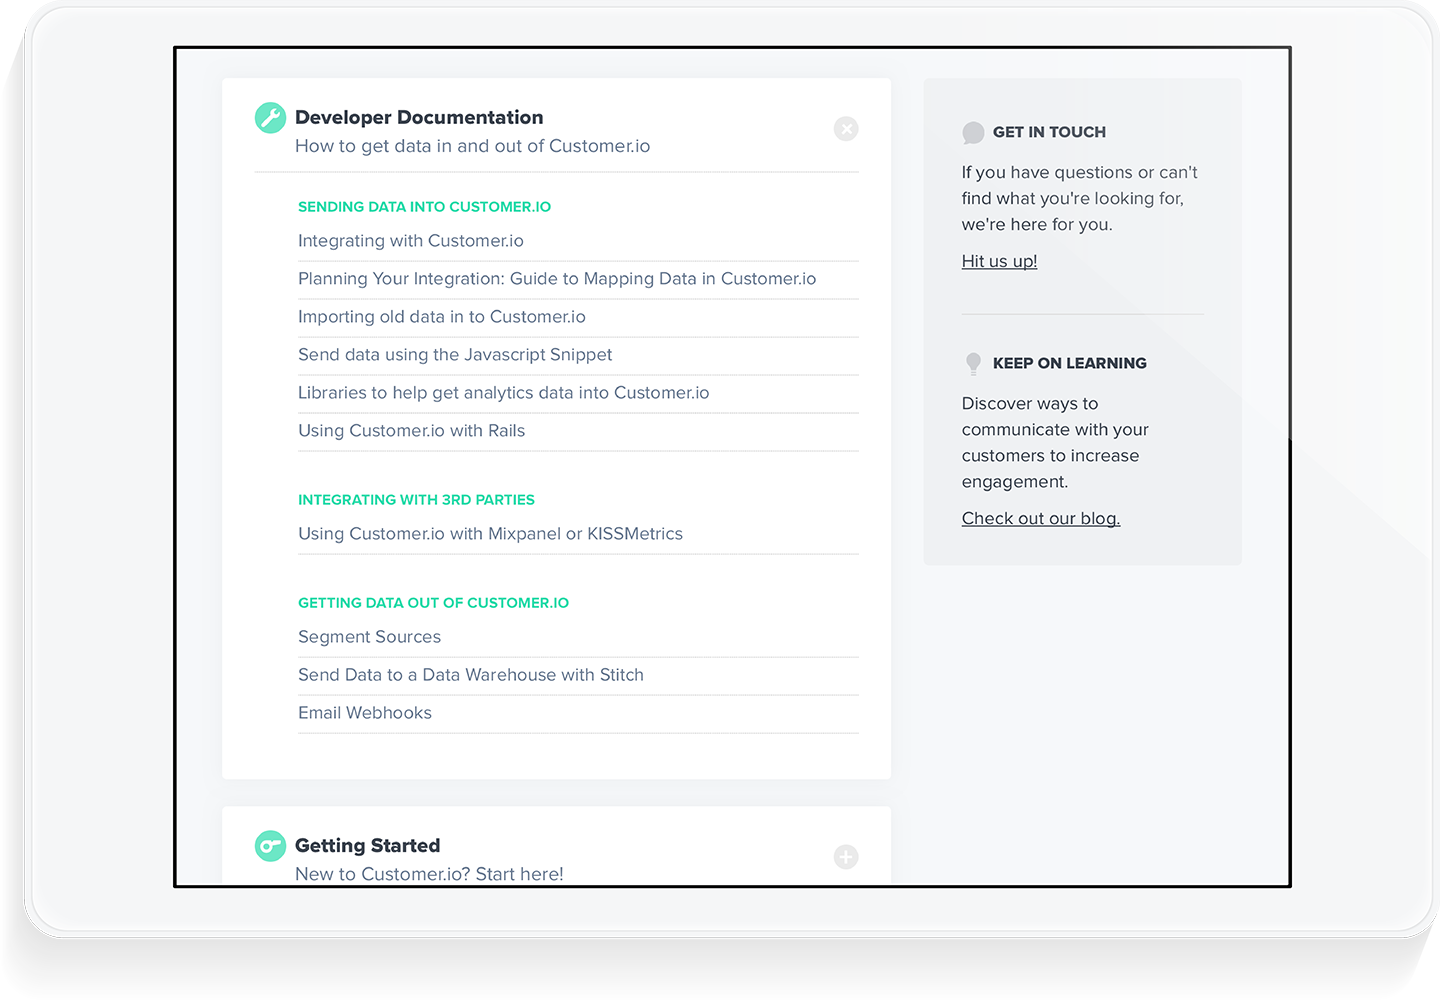 Developer Documentation
How to get data in and out of Customer.io
SENDING DATA INTO CUSTOMER.IO
Integrating with Customer.io
Planning Your Integration: Guide to Mapping Data in Customer.io
Importing old data in to Customer.io
Send data using the Javascript Snippet
Libraries to help get analytics data into Customer.io
Using Customer.io with Rails
INTEGRATING WITH 3RD PARTIES
Using Customer.io with Mixpanel or KISSMetrics
GETTING DATA OUT OF CUSTOMER.IO
Segment Sources
Send Data to a Data Warehouse with Stitch
Email Webhooks
Getting Started
New to Customer.io? Start here!
GET IN TOUCH
If you have questions or can't
find what you're looking for,
we're here for you.
Hit us up!
KEEP ON LEARNING
Discover ways to
communicate with your
customers to increase
engagement.
Check out our blog.